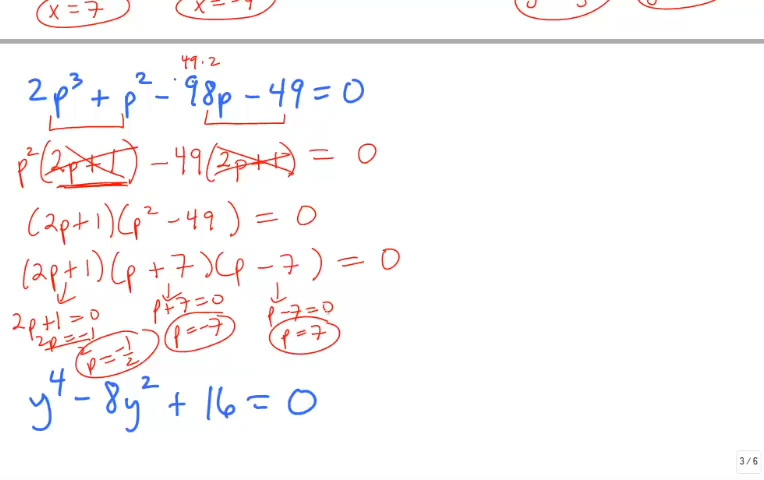 x = 7
49·2
2p³ + p² - 98p - 49 = 0
p²(2p+1) - 49(2p+1) = 0
(2p+1)(p² - 49) = 0
(2p+1)(p + 7)(p - 7) = 0
2p+1=0 p+7=0 p-7=0
2p=-1 p=-7 p=7
2
p=-1/2
y⁴ - 8y² + 16 = 0
3/6